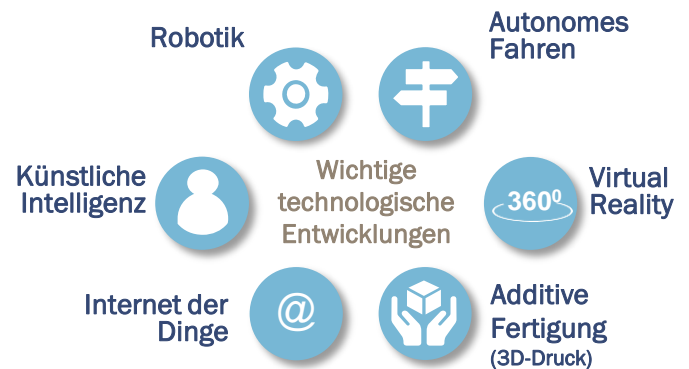 Robotik
Autonomes
Fahren
Künstliche
Intelligenz
Wichtige
technologische
Entwicklungen
360⁰
Virtual
Reality
Internet der
Dinge
@
Additive
Fertigung
(3D-Druck)